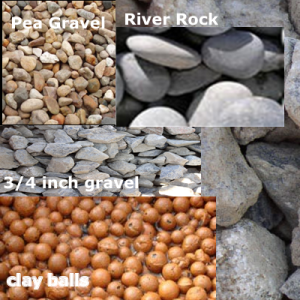 Pea Gravel
River Rock
3/4 inch gravel
clay balls